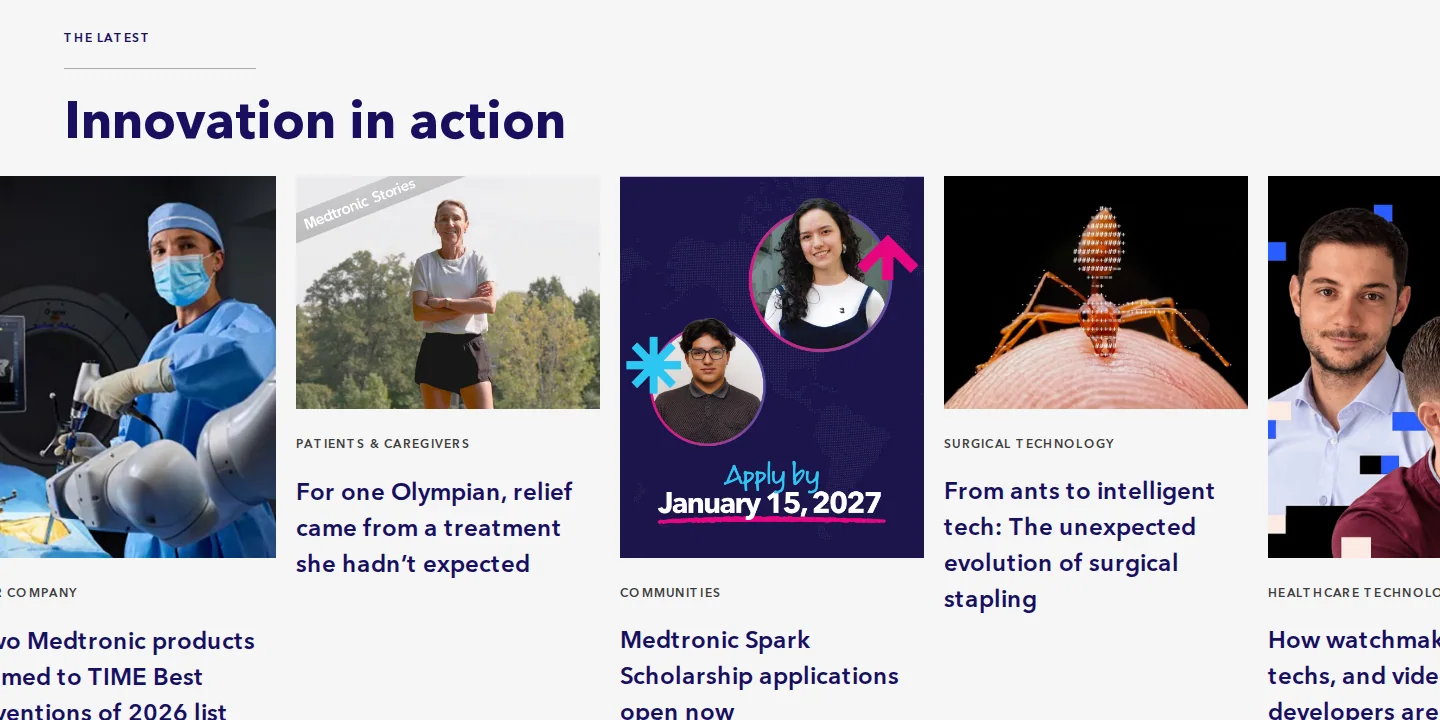 THE LATEST
Innovation in action
Medtronic Stories
Apply by
January 15, 2027
COMPANY
Medtronic products
to TIME Best
of 2026 list
PATIENTS & CAREGIVERS
For one Olympian, relief
came from a treatment
she hadn’t expected
COMMUNITIES
Medtronic Spark
Scholarship applications
open now
SURGICAL TECHNOLOGY
From ants to intelligent
tech: The unexpected
evolution of surgical
stapling
HEALTHCARE
How
techs, and
developers are